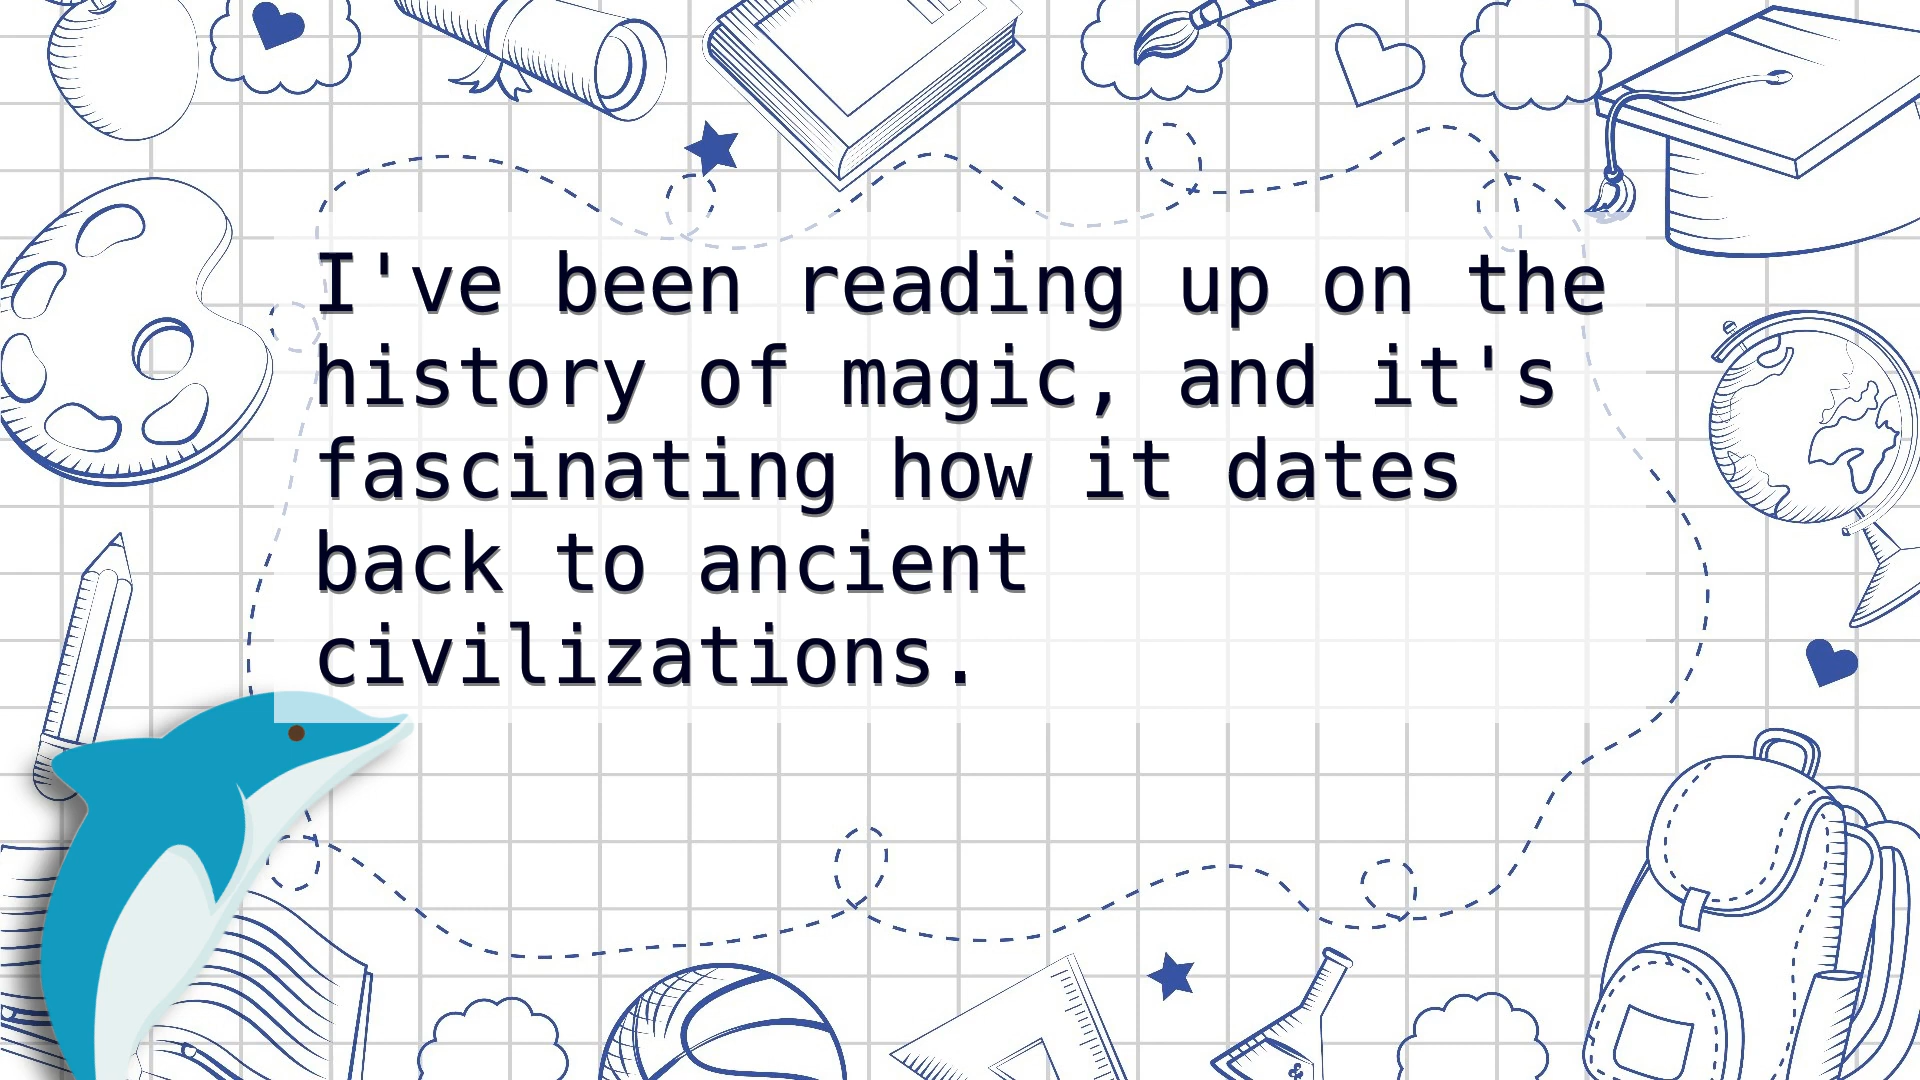 I've been reading up on the
history of magic, and it's
fascinating how it dates
back to ancient
civilizations.